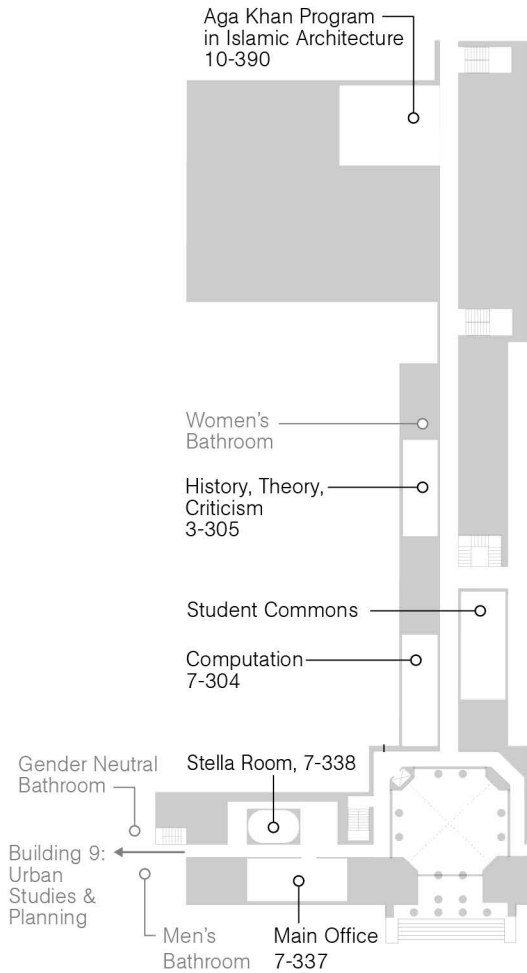 Aga Khan Program
in Islamic Architecture
10-390
Women's
Bathroom
History, Theory,
Criticism
3-305
Student Commons
Computation
7-304
Gender Neutral
Bathroom
Stella Room, 7-338
Building 9:
Urban
Studies &
Planning
Men's
Bathroom
Main Office
7-337